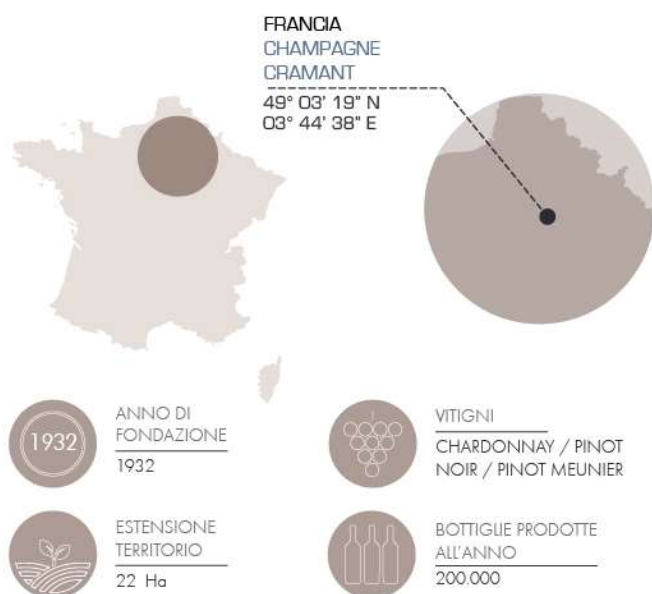 FRANCIA
CHAMPAGNE
CRAMANT
49° 03' 19" N
03° 44' 38" E
1932
ANNO DI
FONDAZIONE
1932
VITIGNI
CHARDONNAY / PINOT
NOIR / PINOT MEUNIER
ESTENSIONE
TERRITORIO
22 Ha
BOTTIGLIE PRODOTTE
ALL'ANNO
200.000